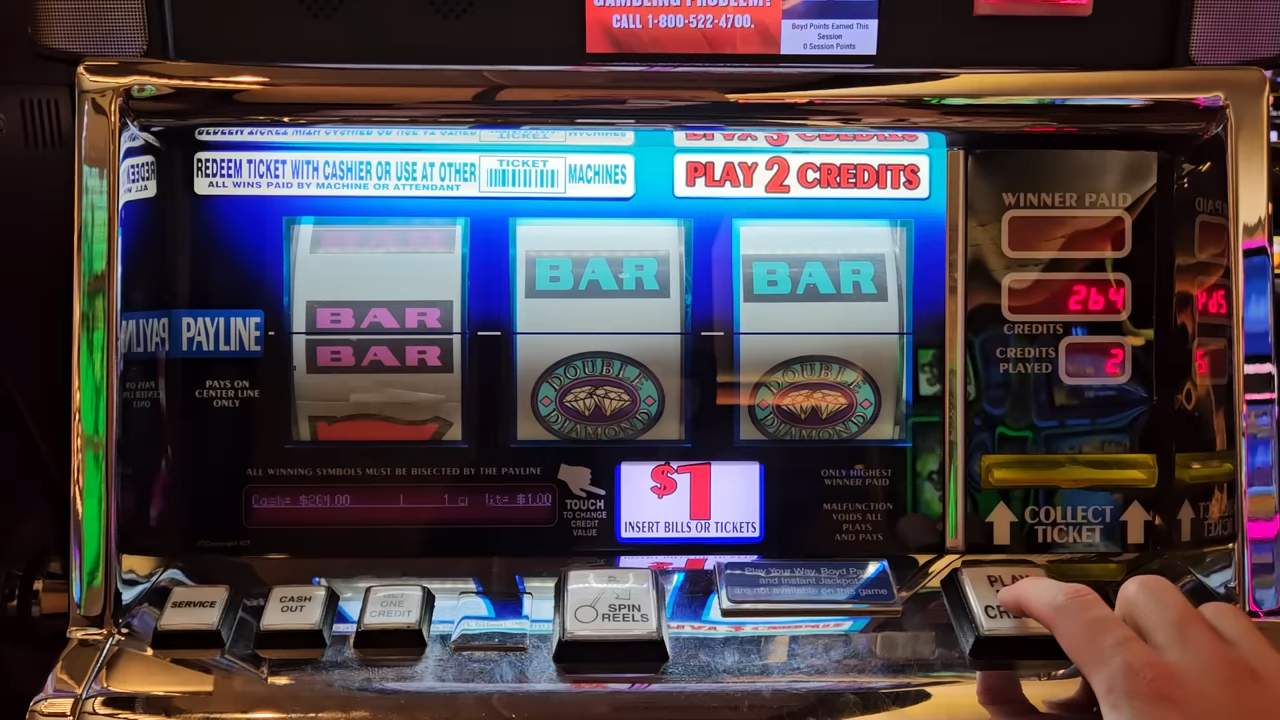 GAMBLING PROBLEM?
CALL 1-800-522-4700.
Boyd Points Earned This
Session
0 Session Points
REDEEM TICKET WITH CASHIER OR USE AT OTHER
TICKET
MACHINES
ALL WINS PAID BY MACHINE OR ATTENDANT
PLAY 2 CREDITS
WINNER PAID
264
CREDITS
CREDITS
PLAYED
2
PAYLINE
PAYS ON
CENTER LINE
ONLY
BAR
BAR
BAR
BAR
DOUBLE
DIAMOND
DOUBLE
DIAMOND
ALL WINNING SYMBOLS MUST BE BISECTED BY THE PAYLINE
TOUCH
TO CHANGE
CREDIT
VALUE
$1
INSERT BILLS OR TICKETS
ONLY HIGHEST
WINNER PAID
MALFUNCTION
VOIDS ALL
PLAYS
AND PAYS
COLLECT
TICKET
SERVICE
CASH
OUT
BET
ONE
CREDIT
SPIN
REELS
Play Your Way, Boyd Pay
and Instant Jackpot
are not available on this game